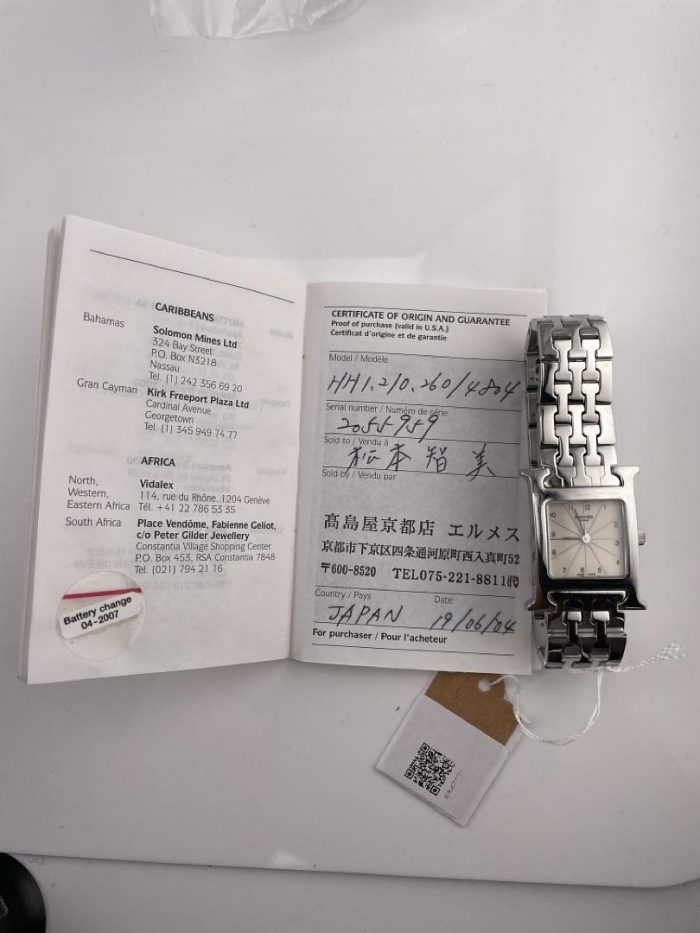 CARIBBEANS
Bahamas
Solomon Mines Ltd
324 Bay Street
P.O. Box N3218
Nassau
Tel. (1) 242 356 69 20
Gran Cayman
Kirk Freeport Plaza Ltd
Cardinal Avenue
Georgetown
Tel. (1) 345 949 74 77
AFRICA
North,
Western,
Eastern Africa
Vidalex
114, rue du Rhône, 1204 Genève
Tél. +41 22 786 53 35
South Africa
Place Vendôme, Fabienne Geliot,
c/o Peter Gilder Jewellery
Constantia Village Shopping Center
P.O. Box 453, RSA Constantia 7848
Tel. (021) 794 21 16
Battery change
04-2007
CERTIFICATE OF ORIGIN AND GUARANTEE
Proof of purchase (valid in U.S.A.)
Certificat d'origine et de garantie
Model / Modèle
HH1.210.260/4804
Serial number / Numéro de série
2055959
Sold to / Vendu à
松本智美
Sold by / Vendu par
髙島屋京都店 エルメス
京都市下京区四条通河原町西入真町52
〒600-8520 TEL075-221-8811㈹
Country / Pays
Date
JAPAN 19/06/04
For purchaser / Pour l'acheteur